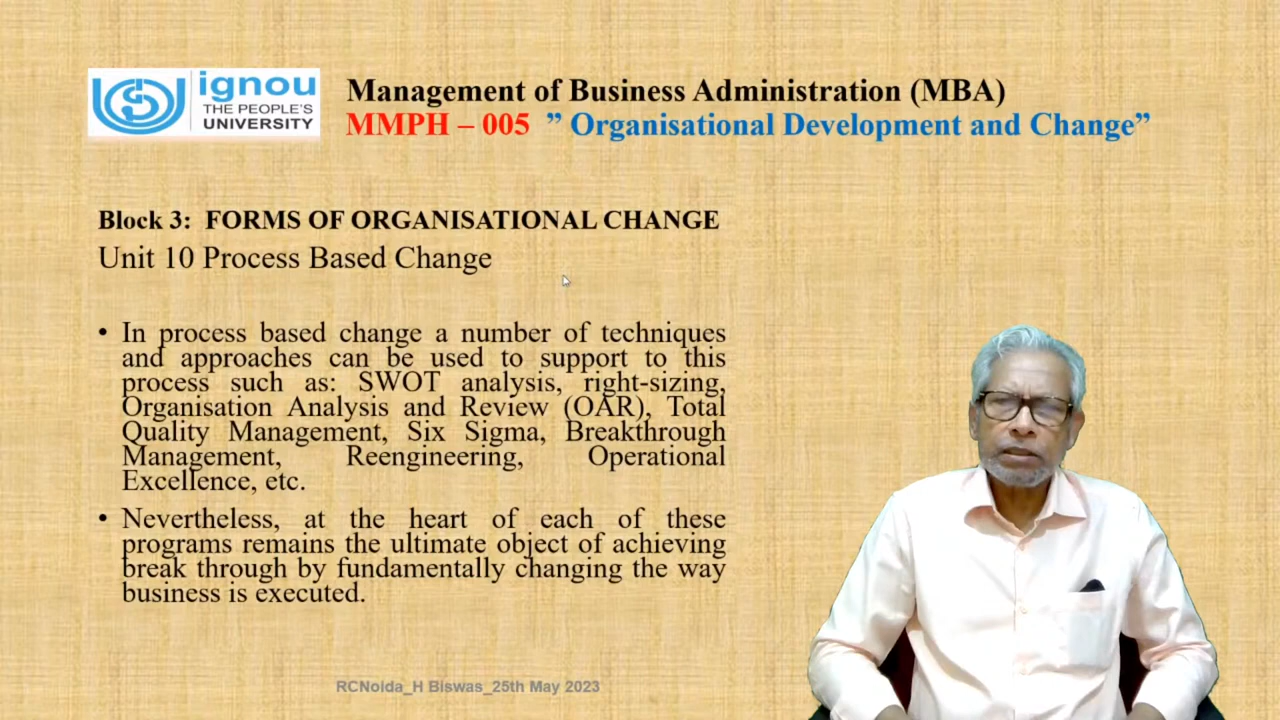 ignou
THE PEOPLE'S
UNIVERSITY
Management of Business Administration (MBA)
MMPH – 005 ” Organisational Development and Change”
Block 3: FORMS OF ORGANISATIONAL CHANGE
Unit 10 Process Based Change
• In process based change a number of techniques
and approaches can be used to support to this
process such as: SWOT analysis, right-sizing,
Organisation Analysis and Review (OAR), Total
Quality Management, Six Sigma, Breakthrough
Management, Reengineering, Operational
Excellence, etc.
• Nevertheless, at the heart of each of these
programs remains the ultimate object of achieving
break through by fundamentally changing the way
business is executed.
RCNoida_H Biswas_25th May 2023